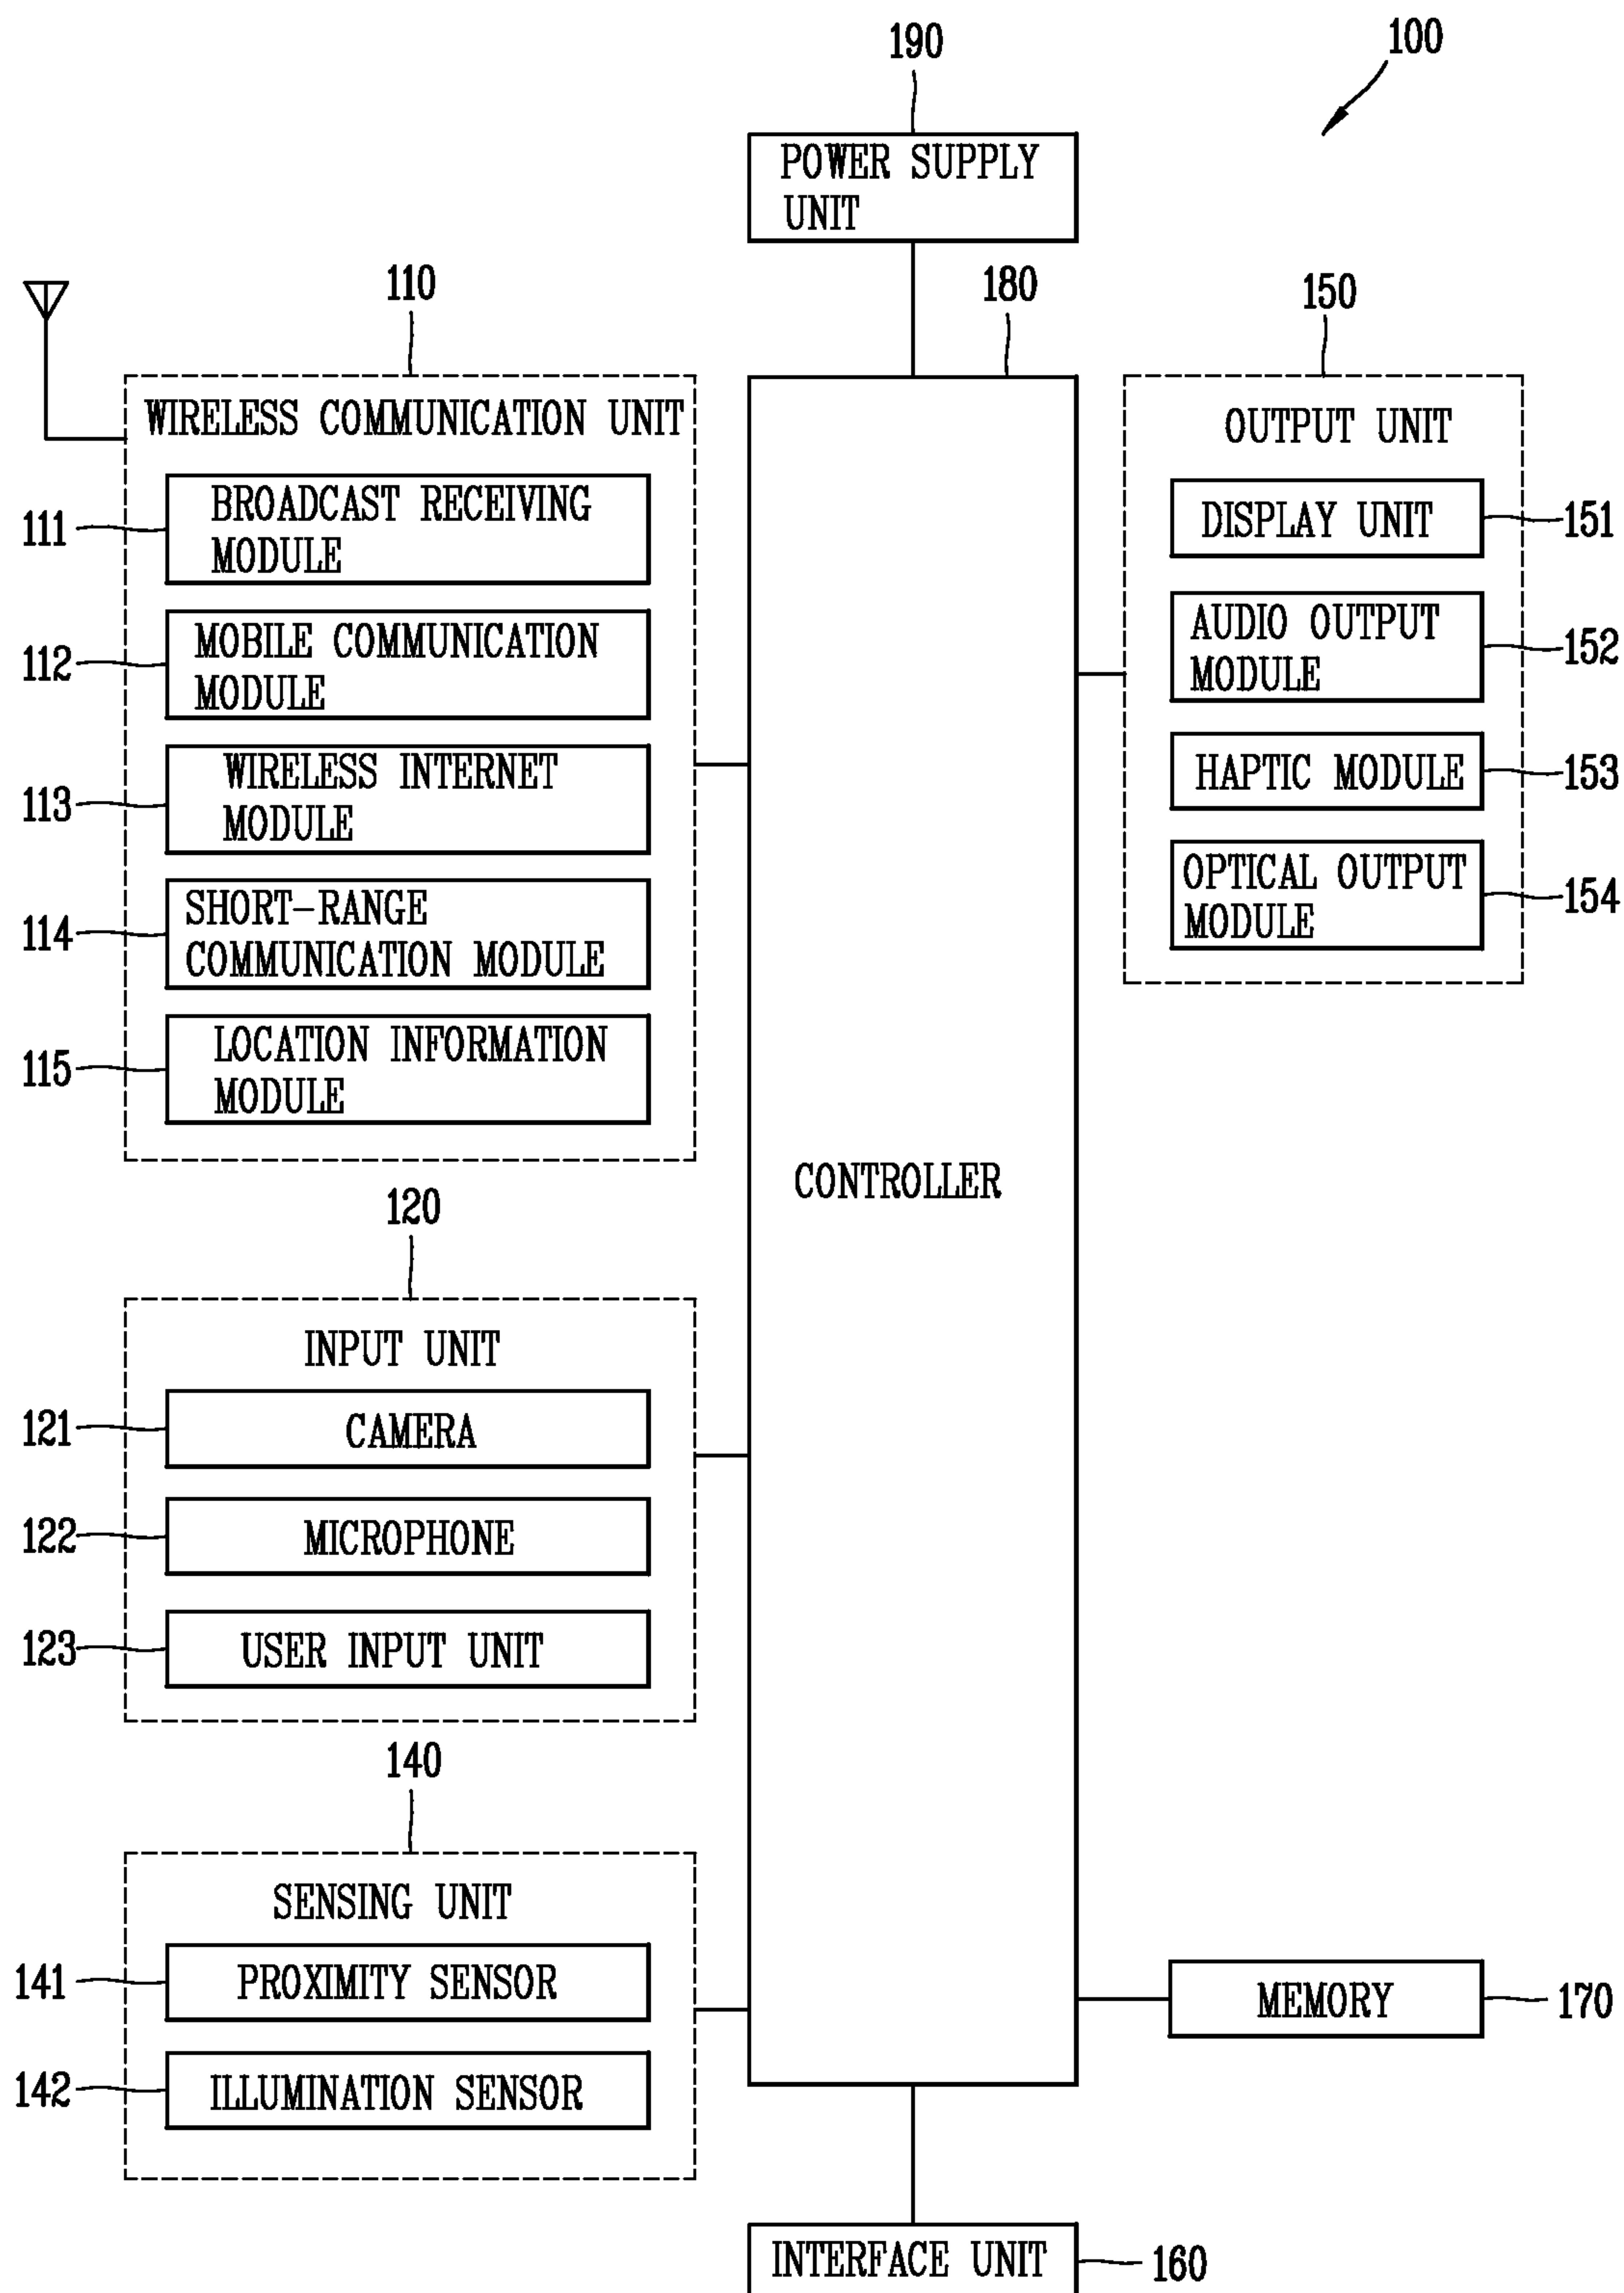 190
100
POWER SUPPLY
UNIT
110
180
150
WIRELESS COMMUNICATION UNIT
111
BROADCAST RECEIVING
MODULE
112
MOBILE COMMUNICATION
MODULE
113
WIRELESS INTERNET
MODULE
114
SHORT-RANGE
COMMUNICATION MODULE
115
LOCATION INFORMATION
MODULE
120
INPUT UNIT
121
CAMERA
122
MICROPHONE
123
USER INPUT UNIT
140
SENSING UNIT
141
PROXIMITY SENSOR
142
ILLUMINATION SENSOR
CONTROLLER
OUTPUT UNIT
DISPLAY UNIT
151
AUDIO OUTPUT
MODULE
152
HAPTIC MODULE
153
OPTICAL OUTPUT
MODULE
154
MEMORY
170
INTERFACE UNIT
160